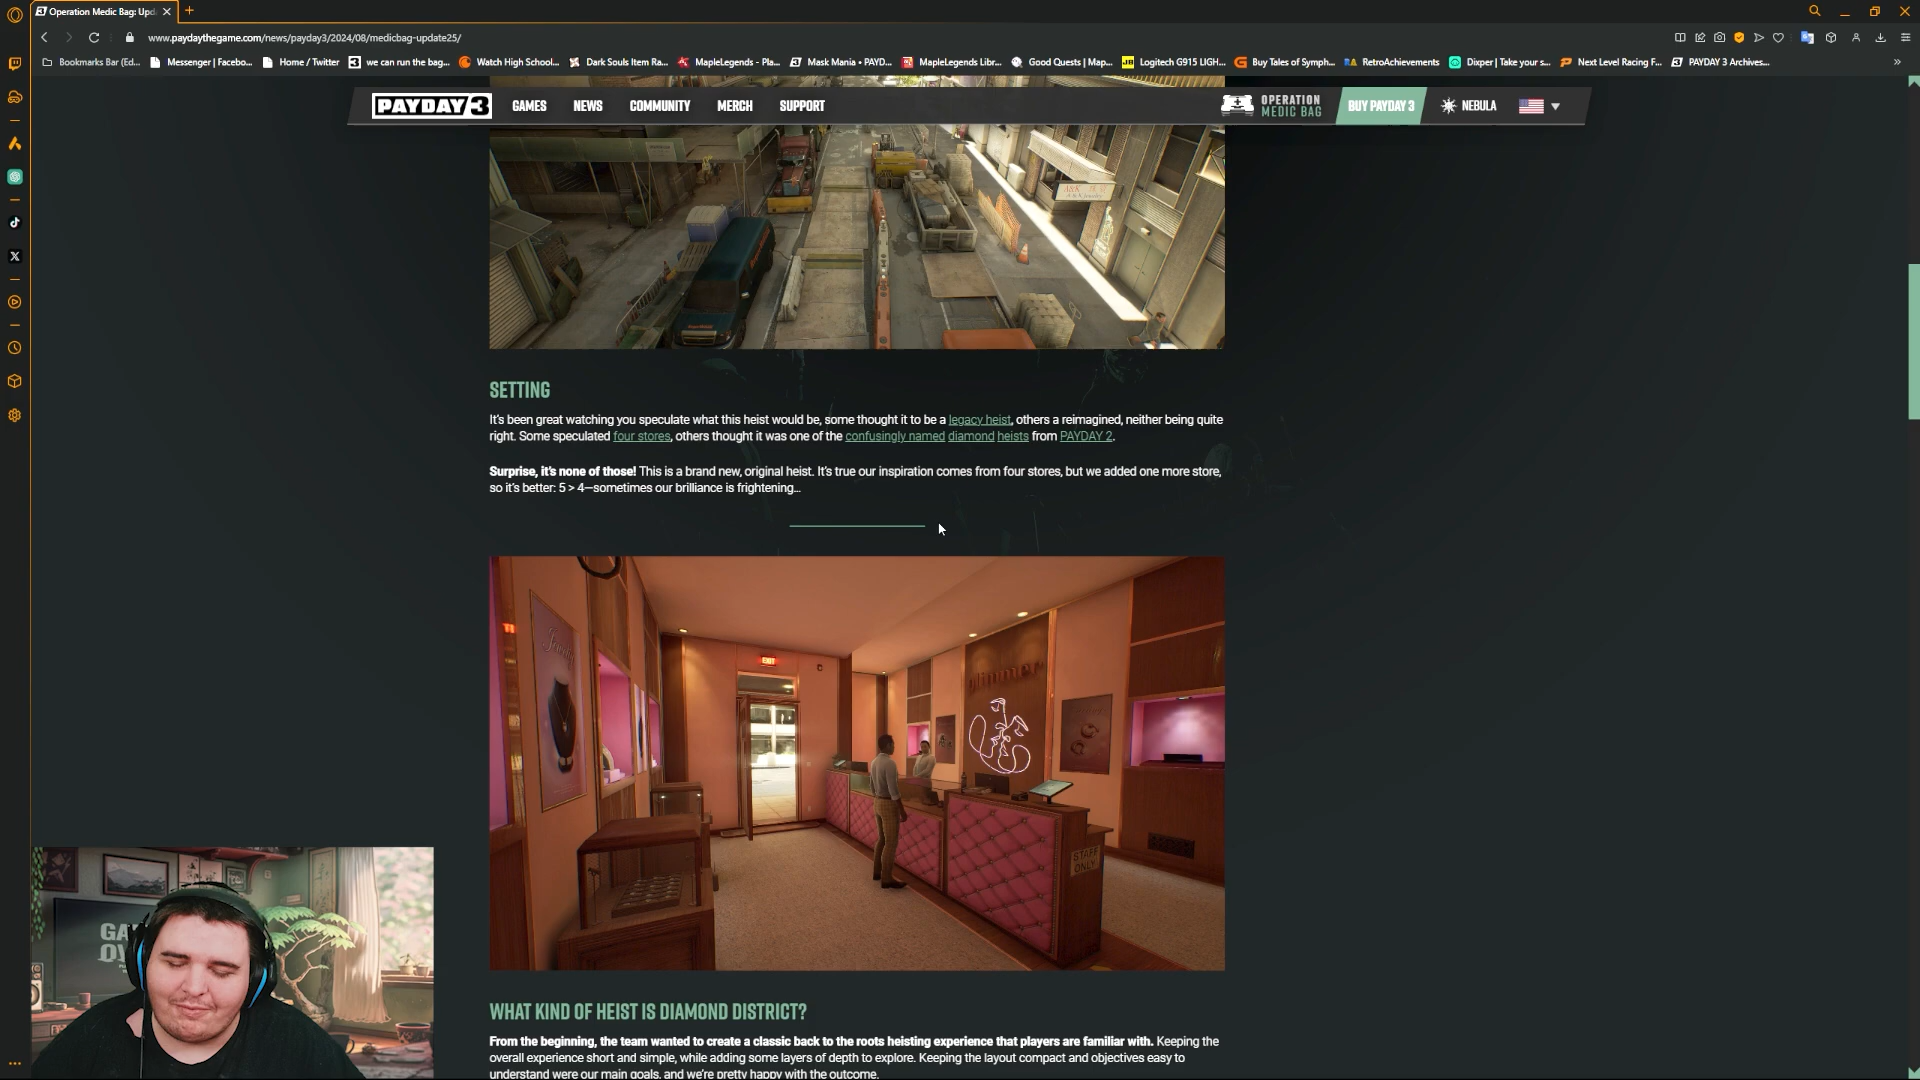 Operation Medic Bag: Upd
www.paydaythegame.com/news/payday3/2024/08/medicbag-update25/
Bookmarks Bar (Ed... Messenger | Facebo... Home / Twitter we can run the bag... Watch High School... Dark Souls Item Ra... MapleLegends - Pla... Mask Mania • PAYD... MapleLegends Libr... Good Quests | Map... Logitech G915 LIGH... Buy Tales of Symph... RetroAchievements Dixper | Take your s... Next Level Racing F... PAYDAY 3 Archives...
PAYDAY 3 GAMES NEWS COMMUNITY MERCH SUPPORT OPERATION MEDIC BAG BUY PAYDAY 3 NEBULA
SETTING
It's been great watching you speculate what this heist would be, some thought it to be a legacy heist, others a reimagined, neither being quite
right. Some speculated four stores, others thought it was one of the confusingly named diamond heists from PAYDAY 2.
Surprise, it's none of those! This is a brand new, original heist. It's true our inspiration comes from four stores, but we added one more store,
so it's better: 5 > 4—sometimes our brilliance is frightening...
EXIT
STAFF
ONLY
WHAT KIND OF HEIST IS DIAMOND DISTRICT?
From the beginning, the team wanted to create a classic back to the roots heisting experience that players are familiar with. Keeping the
overall experience short and simple, while adding some layers of depth to explore. Keeping the layout compact and objectives easy to
understand were our main goals, and we're pretty happy with the outcome.